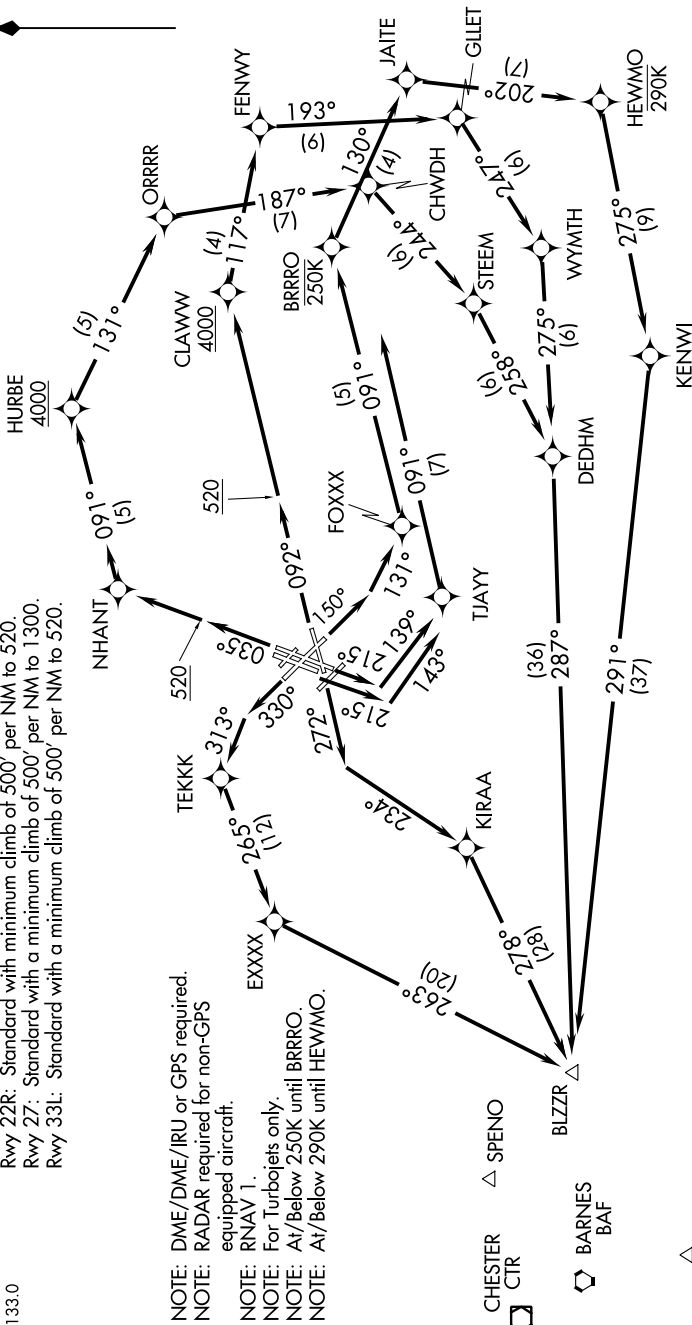 133.0
Rwy 22R: Standard with minimum climb of 500' per NM to 520.
Rwy 27: Standard with a minimum climb of 500' per NM to 1300.
Rwy 33L: Standard with a minimum climb of 500' per NM to 520.
NOTE: DME/DME/IRU or GPS required.
NOTE: RADAR required for non-GPS
equipped aircraft.
NOTE: RNAV 1.
NOTE: For Turbojets only.
NOTE: At/Below 250K until BRRRO.
NOTE: At/Below 290K until HEWMO.
HURBE
4000
ORRRR
FENWY
JAITE
GLLET
HEWMO
290K
131°
(5)
193°
(9)
202°
(7)
130°
(4)
187°
(7)
117°
(4)
CHWDH
247°
(6)
275°
(9)
CLAWW
4000
BRRRO
250K
244°
(6)
STEEM
WYMTH
258°
(6)
275°
(6)
KENWI
DEDHM
091°
(5)
091°
(5)
091°
(7)
520
092°
FOXXX
131°
150°
NHANT
035°
520
TJAYY
215°
139°
215°
143°
TEKKK
313°
330°
272°
234°
KIRAA
265°
(12)
EXXXX
263°
(20)
278°
(28)
287°
(36)
291°
(37)
BLZZR
SPENO
CHESTER
CTR
BARNES
BAF